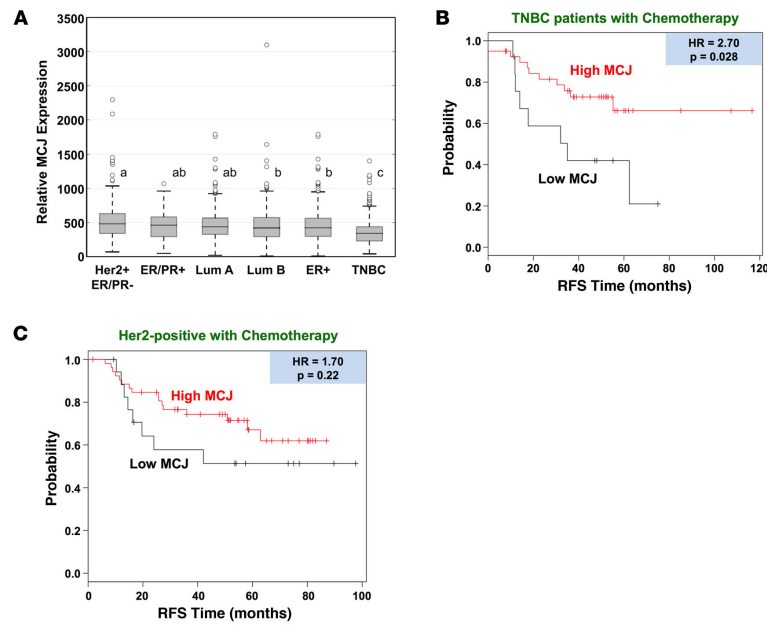 A
Relative MCJ Expression
3500
3000
2500
2000
1500
1000
500
0
a
ab
ab
b
b
c
Her2+
ER/PR-
ER/PR+
Lum A
Lum B
ER+
TNBC
B
TNBC patients with Chemotherapy
HR = 2.70
p = 0.028
High MCJ
Low MCJ
Probability
1.0
0.8
0.6
0.4
0.2
0.0
0
20
40
60
80
100
120
RFS Time (months)
C
Her2-positive with Chemotherapy
HR = 1.70
p = 0.22
High MCJ
Low MCJ
Probability
1.0
0.8
0.6
0.4
0.2
0.0
0
20
40
60
80
100
RFS Time (months)